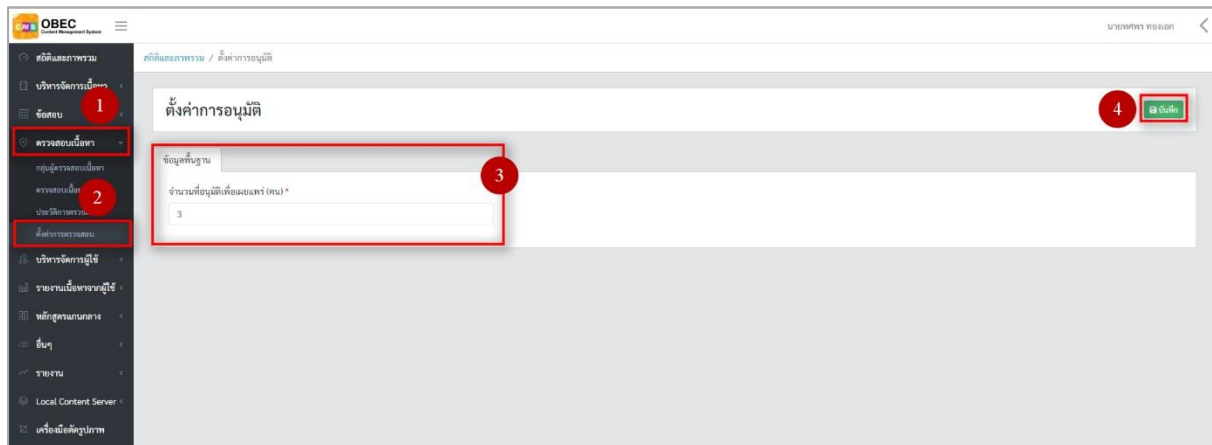 CMS OBEC
Content Management System
นายทศพร ทองเอก
สถิติและภาพรวม
สถิติและภาพรวม / ตั้งค่าการอนุมัติ
บริหารจัดการเนื้อหา
1
ข้อสอบ
ตั้งค่าการอนุมัติ
4
บันทึก
ตรวจสอบเนื้อหา
กลุ่มผู้ตรวจสอบเนื้อหา
2
ตั้งค่าการตรวจสอบ
ข้อมูลพื้นฐาน
3
จำนวนที่อนุมัติเพื่อเผยแพร่ (คน) *
3
บริหารจัดการผู้ใช้
รายงานเนื้อหาจากผู้ใช้
หลักสูตรแกนกลาง
อื่นๆ
รายงาน
Local Content Server
เครื่องมือตัดรูปภาพ